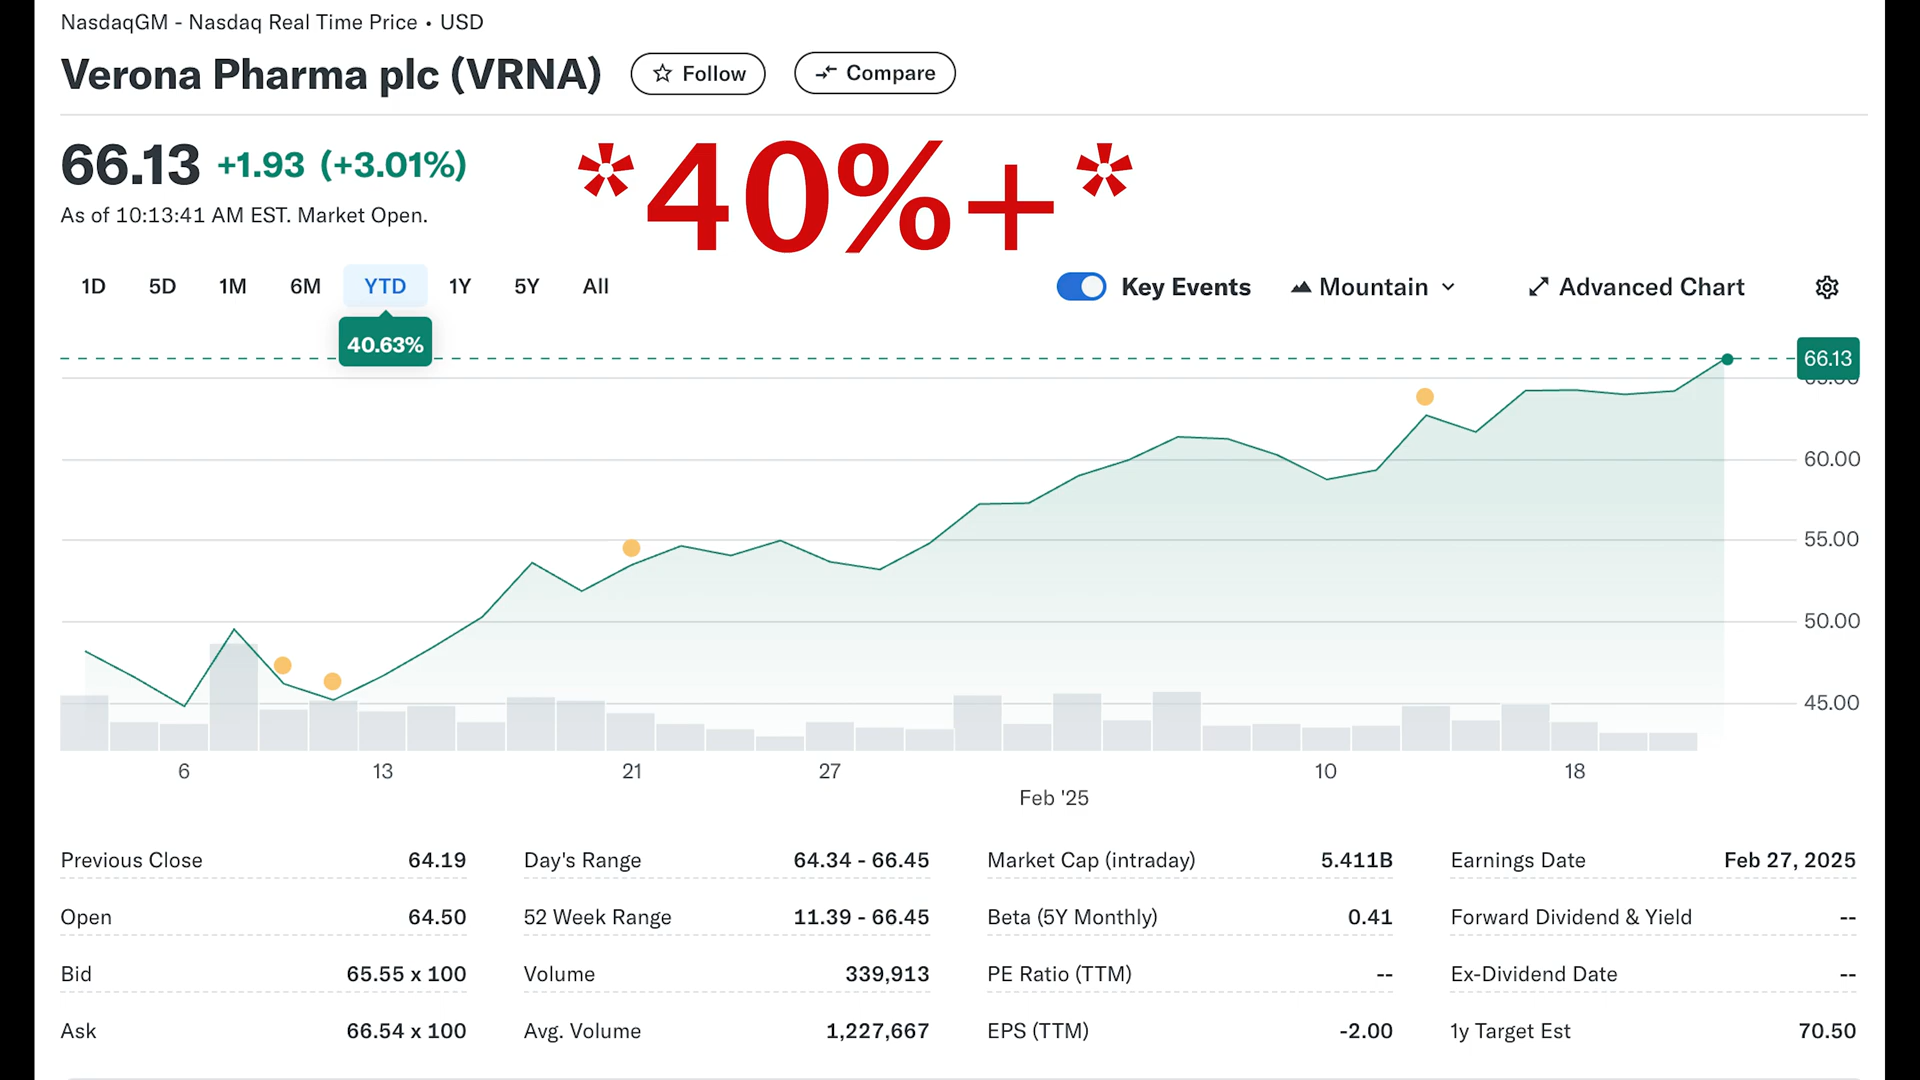 NasdaqGM - Nasdaq Real Time Price • USD
Verona Pharma plc (VRNA)
Follow
Compare
66.13 +1.93 (+3.01%)
As of 10:13:41 AM EST. Market Open.
*40%+*
1D 5D 1M 6M YTD 1Y 5Y All
Key Events Mountain Advanced Chart
40.63%
66.13
65.00
60.00
55.00
50.00
45.00
6 13 21 27 10 18
Feb '25
Previous Close 64.19 Day's Range 64.34 - 66.45 Market Cap (intraday) 5.411B Earnings Date Feb 27, 2025
Open 64.50 52 Week Range 11.39 - 66.45 Beta (5Y Monthly) 0.41 Forward Dividend & Yield --
Bid 65.55 x 100 Volume 339,913 PE Ratio (TTM) -- Ex-Dividend Date --
Ask 66.54 x 100 Avg. Volume 1,227,667 EPS (TTM) -2.00 1y Target Est 70.50